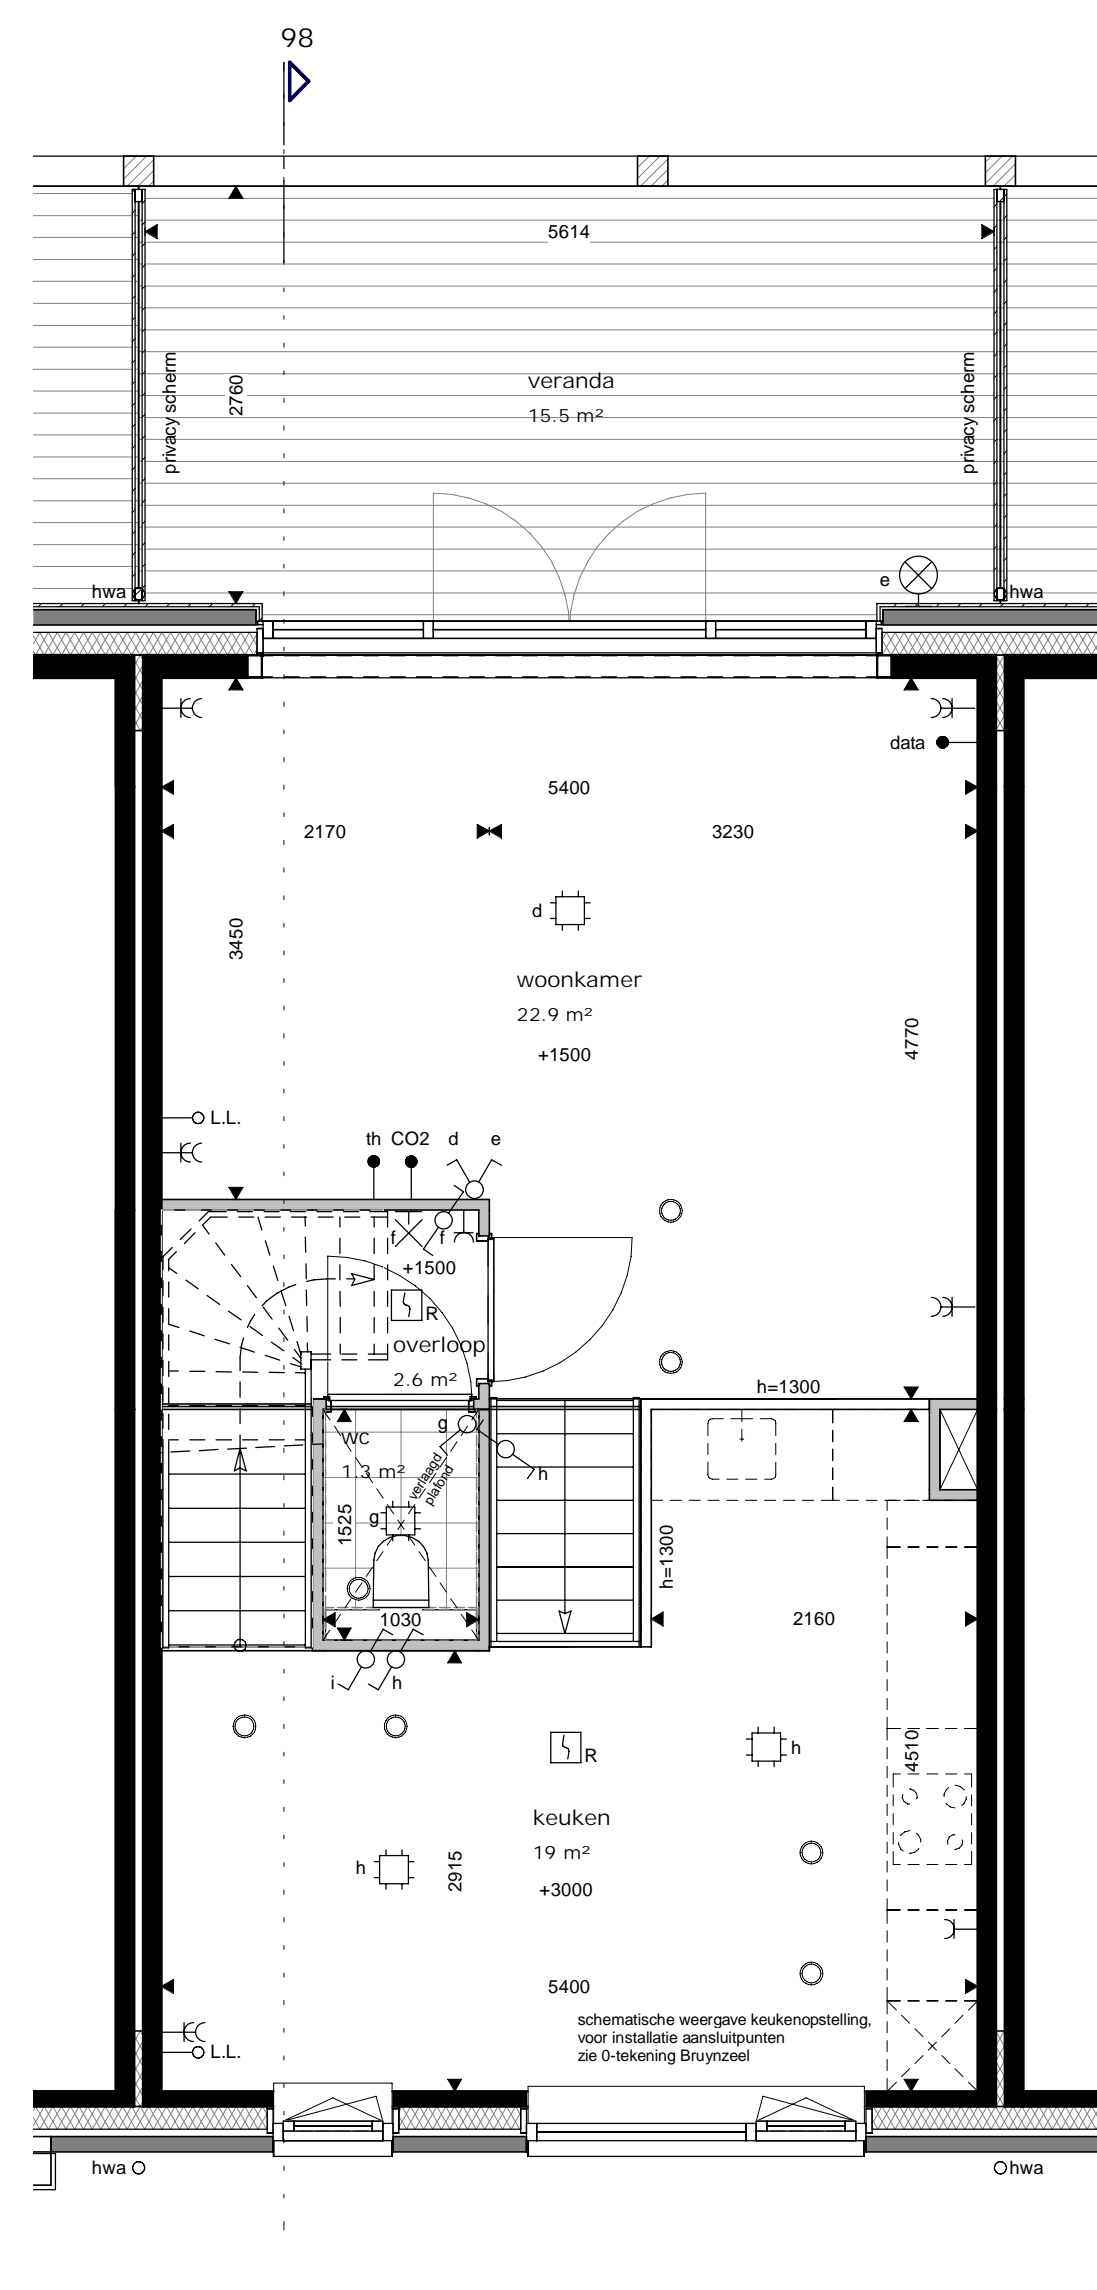 98
5614
privacy scherm
2760
veranda
15.5 m²
privacy scherm
hwa
e
hwa
data
5400
2170
3230
d
3450
woonkamer
22.9 m²
+1500
4770
L.L.
th
CO2
d
e
f
f
+1500
R
overloop
2.6 m²
h=1300
wc
1.3 m²
g
verlaagd
plafond
h
g
1525
h=1300
1030
2160
i
h
R
h
4510
keuken
19 m²
+3000
h
2915
5400
schematische weergave keukenopstelling,
voor installatie aansluitpunten
zie 0-tekening Bruynzeel
L.L.
hwa
hwa